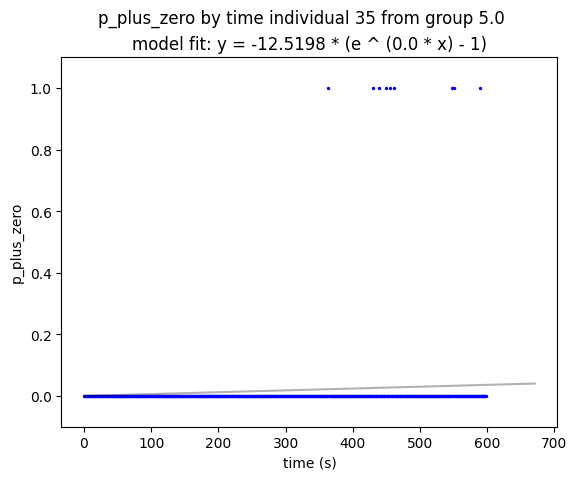 p_plus_zero by time individual 35 from group 5.0
model fit: y = -12.5198 * (e ^ (0.0 * x) - 1)
1.0
0.8
0.6
0.4
0.2
0.0
p_plus_zero
0 100 200 300 400 500 600 700
time (s)